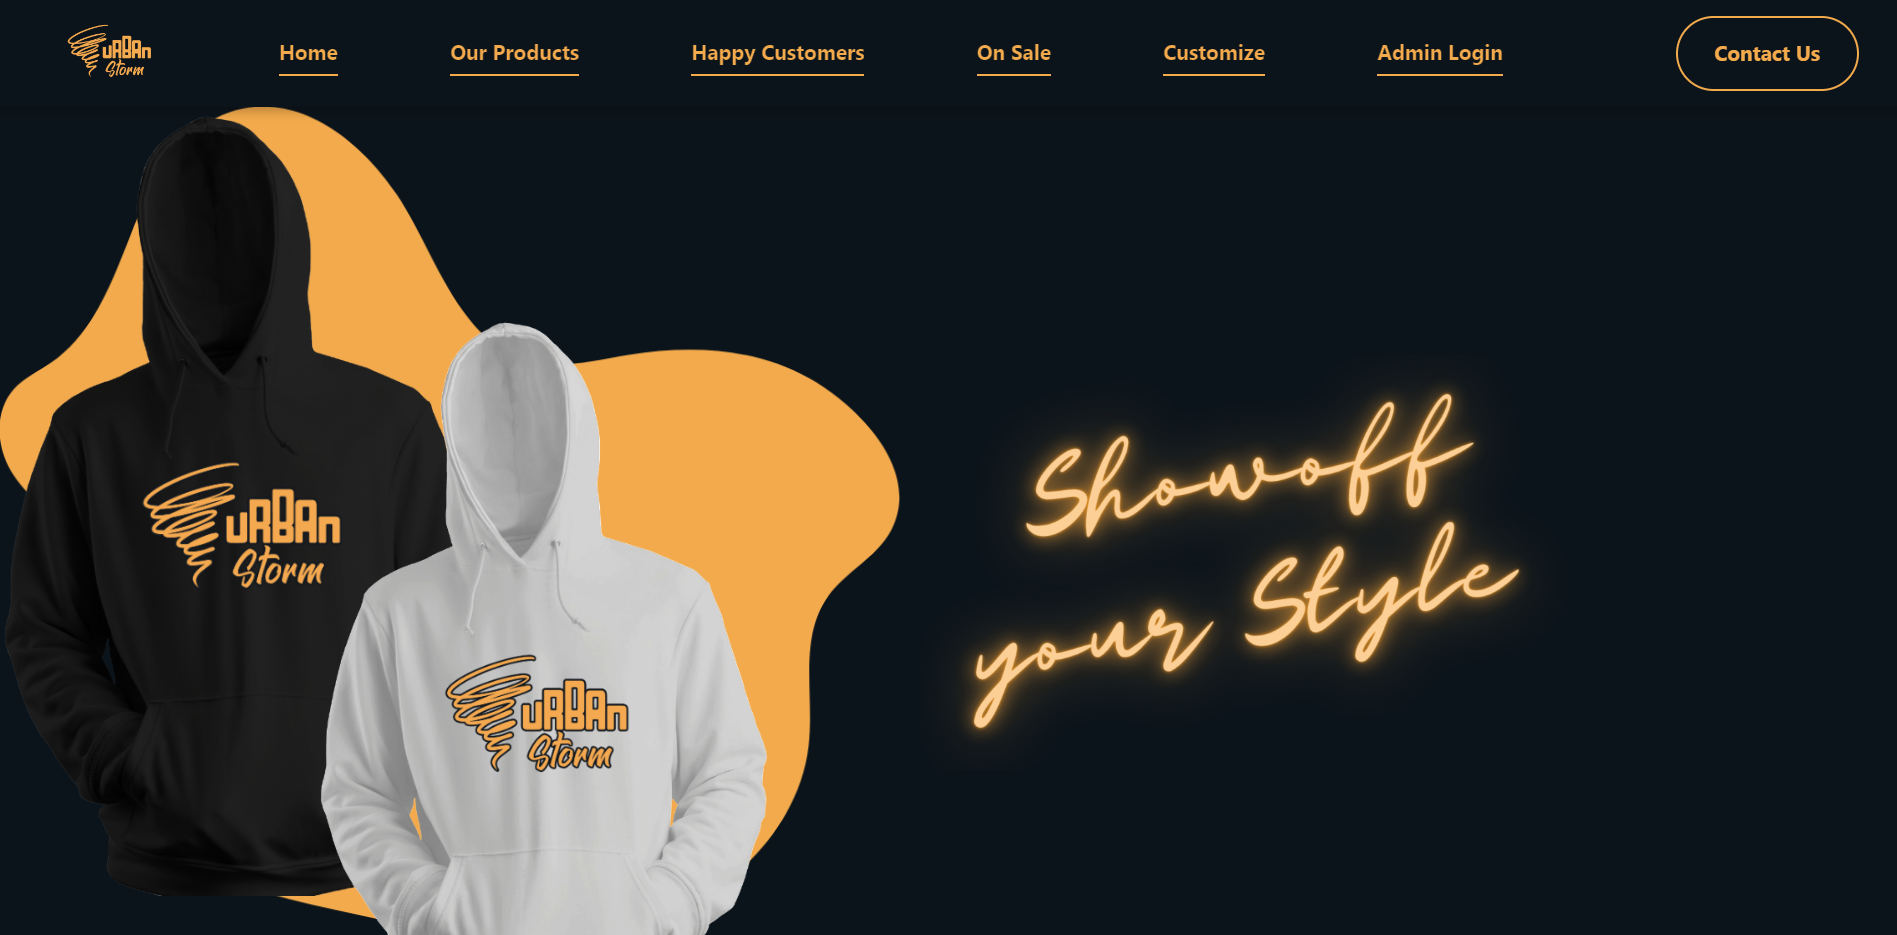 URBAN
Storm
Home
Our Products
Happy Customers
On Sale
Customize
Admin Login
Contact Us
URBAN
Storm
URBAN
Storm
Showoff
your Style